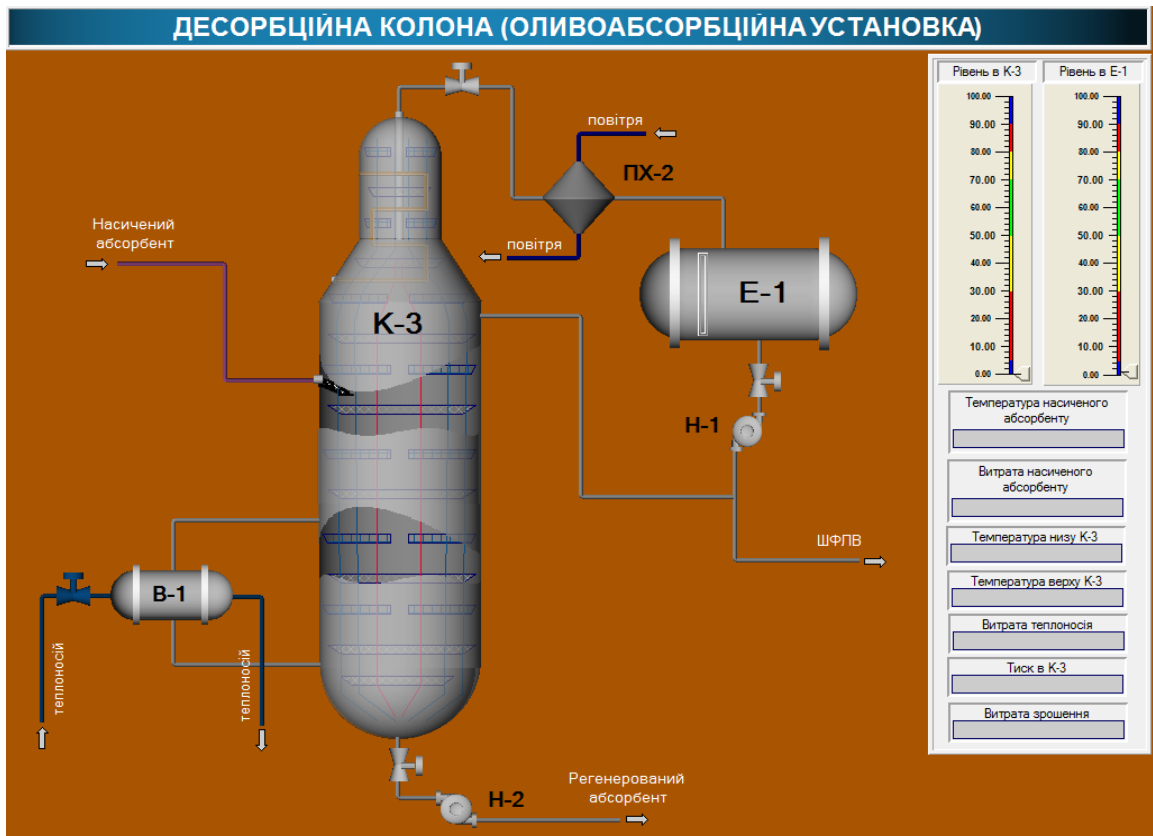 ДЕСОРБЦІЙНА КОЛОНА (ОЛИВОАБСОРБЦІЙНА УСТАНОВКА)
повітря
ПХ-2
Насичений
абсорбент
повітря
E-1
К-3
Н-1
ШФЛВ
В-1
теплоносій
теплоносій
Регенерований
абсорбент
Н-2
Рівень в К-3
Рівень в Е-1
100.00
90.00
80.00
70.00
60.00
50.00
40.00
30.00
20.00
10.00
0.00
100.00
90.00
80.00
70.00
60.00
50.00
40.00
30.00
20.00
10.00
0.00
Температура насиченого
абсорбенту
Витрата насиченого
абсорбенту
Температура низу К-3
Температура верху К-3
Витрата теплоносія
Тиск в К-3
Витрата зрошення